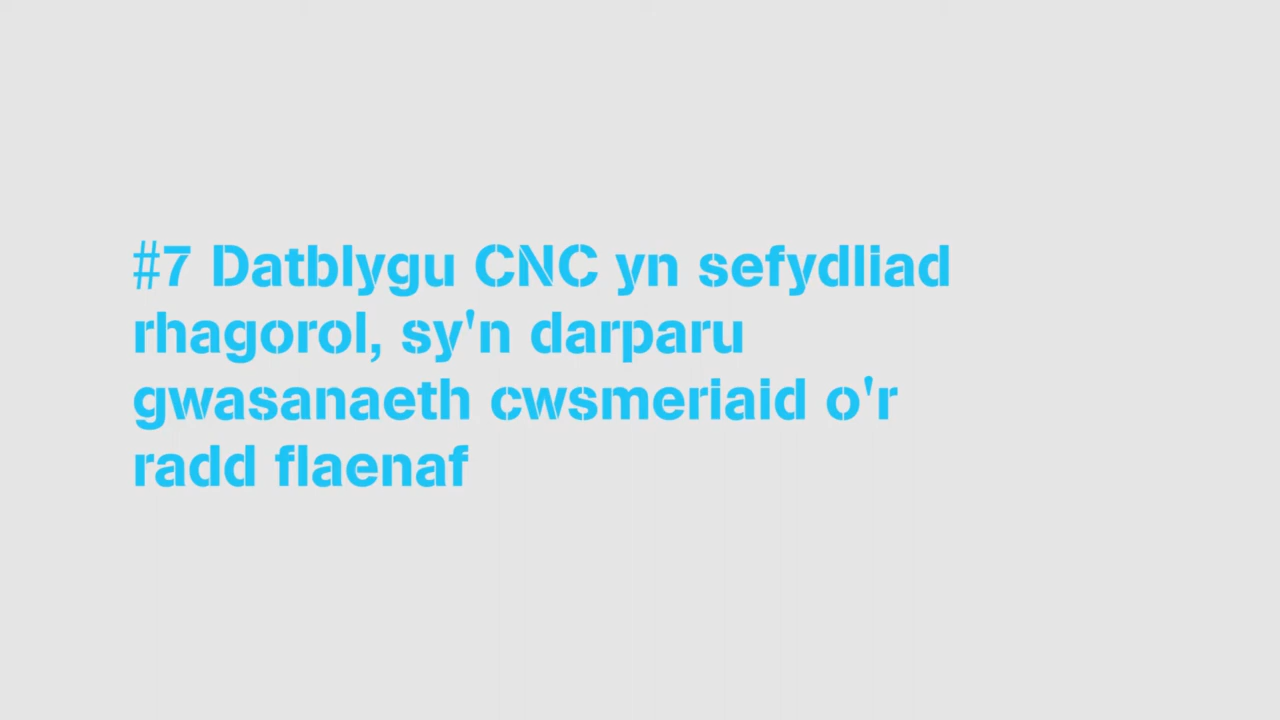 #7 Datblygu CNC yn sefydliad
rhagorol, sy'n darparu
gwasanaeth cwsmeriaid o'r
radd flaenaf